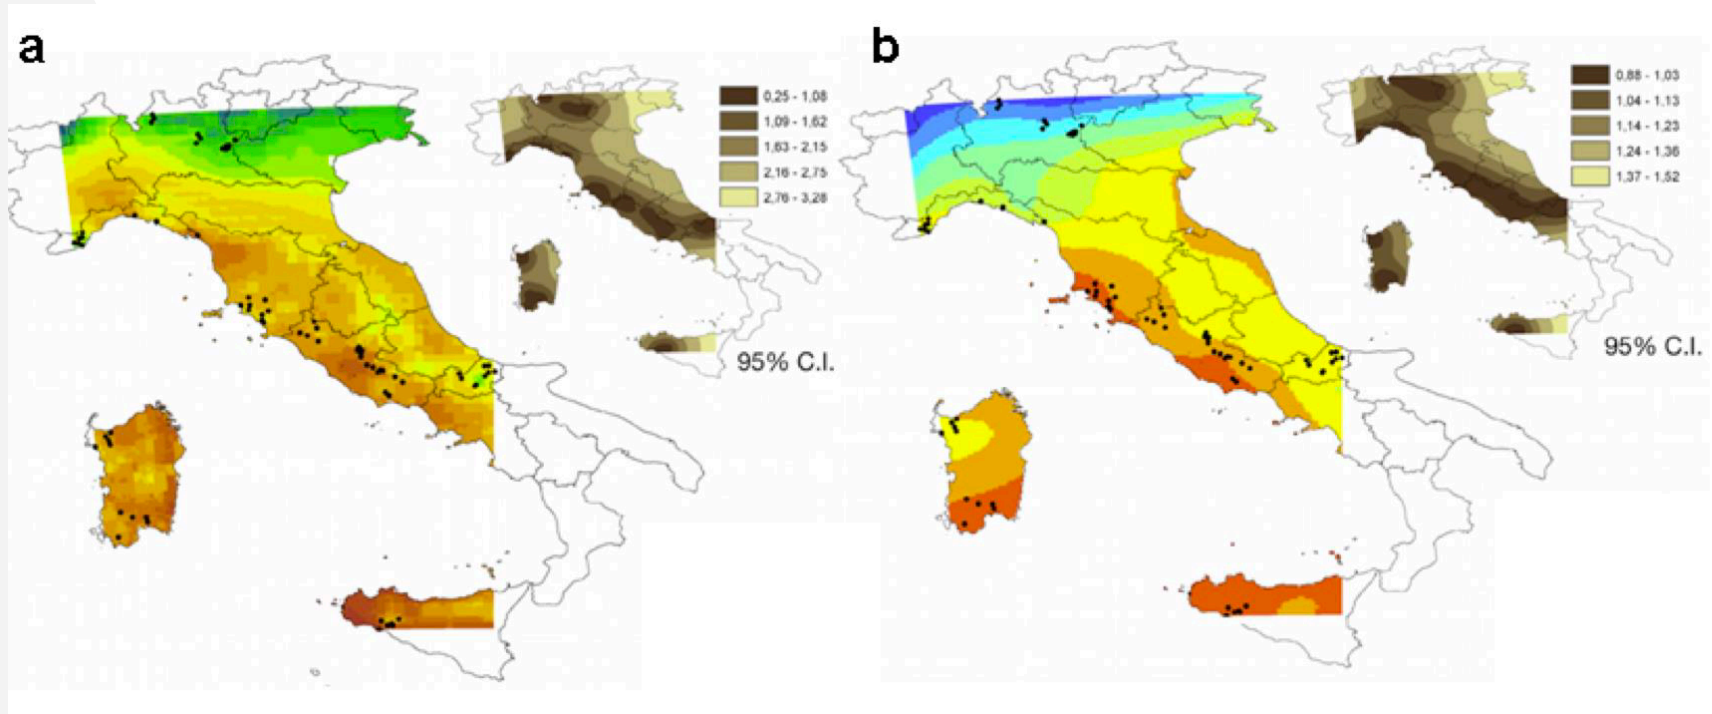 a
0,25 - 1,08
1,09 - 1,62
1,63 - 2,15
2,16 - 2,75
2,76 - 3,28
95% C.I.
b
0,88 - 1,03
1,04 - 1,13
1,14 - 1,23
1,24 - 1,36
1,37 - 1,52
95% C.I.